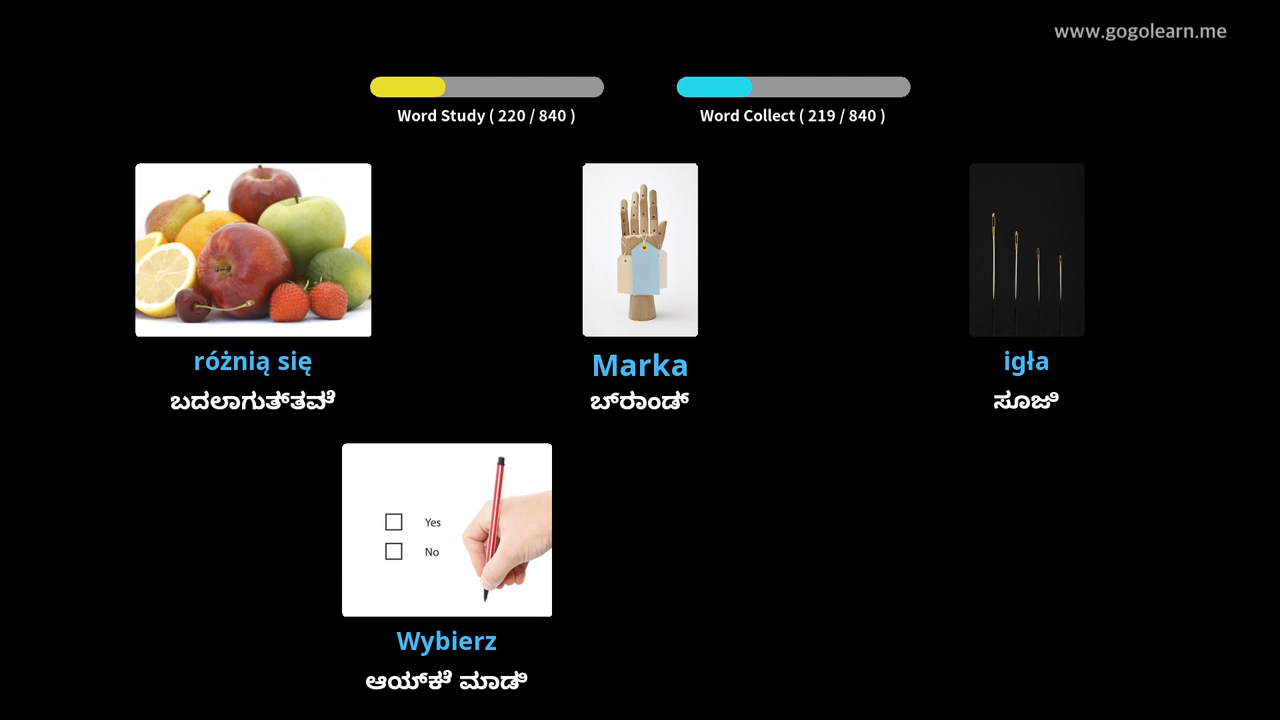 www.gogolearn.me
Word Study ( 220 / 840 )
Word Collect ( 219 / 840 )
różnią się
Marka
igła
ಬದಲಾಗುತ್ತವೆ
ಬ್ರಾಂಡ್
ಸೂಜಿ
Yes
No
Wybierz
ಆಯ್ಕೆ ಮಾಡಿ